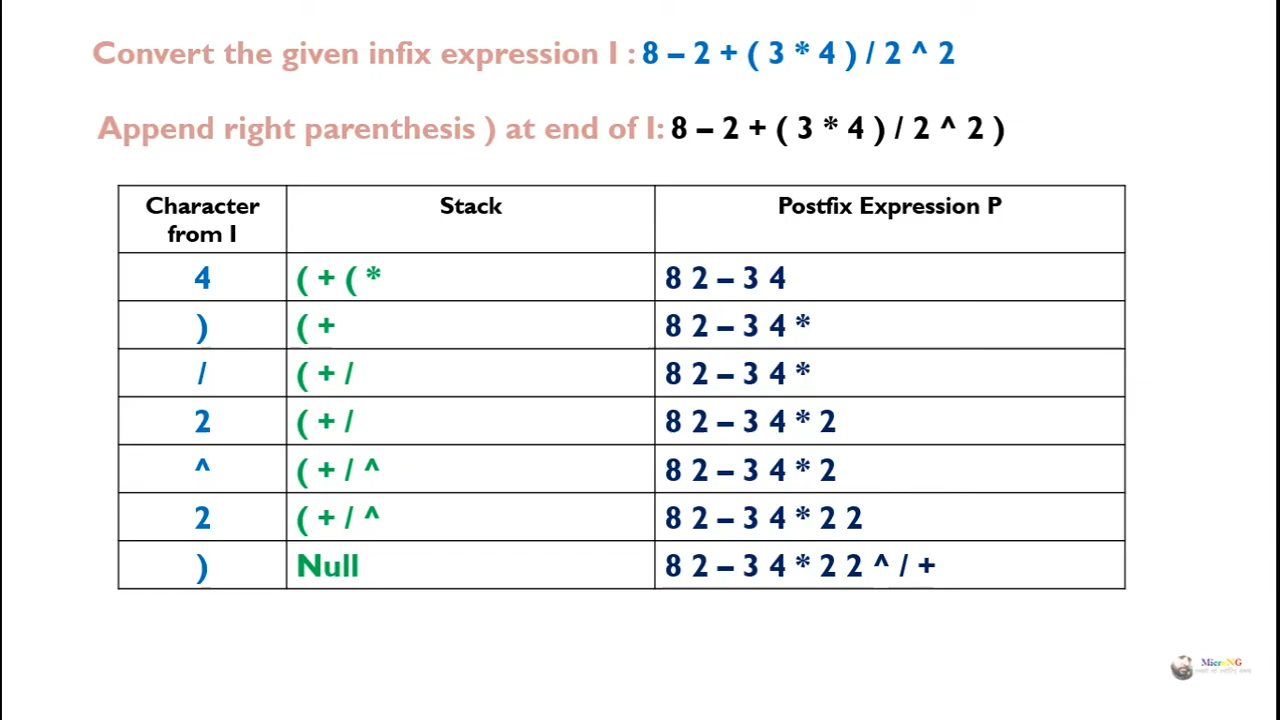 Convert the given infix expression I : 8 – 2 + ( 3 * 4 ) / 2 ^ 2
Append right parenthesis ) at end of I: 8 – 2 + ( 3 * 4 ) / 2 ^ 2 )
Character from I Stack Postfix Expression P
4 ( + ( * 8 2 – 3 4
) ( + 8 2 – 3 4 *
/ ( + / 8 2 – 3 4 *
2 ( + / 8 2 – 3 4 * 2
^ ( + / ^ 8 2 – 3 4 * 2
2 ( + / ^ 8 2 – 3 4 * 2 2
) Null 8 2 – 3 4 * 2 2 ^ / +
MicroNG